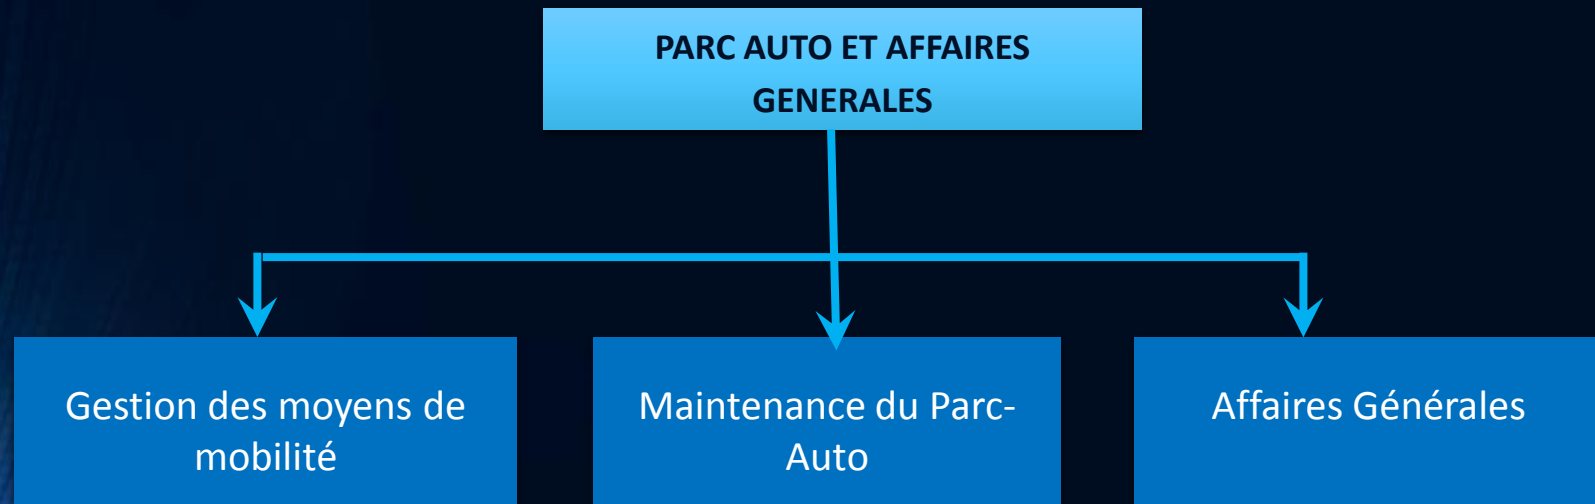 PARC AUTO ET AFFAIRES
GENERALES
Gestion des moyens de
mobilité
Maintenance du Parc-
Auto
Affaires Générales